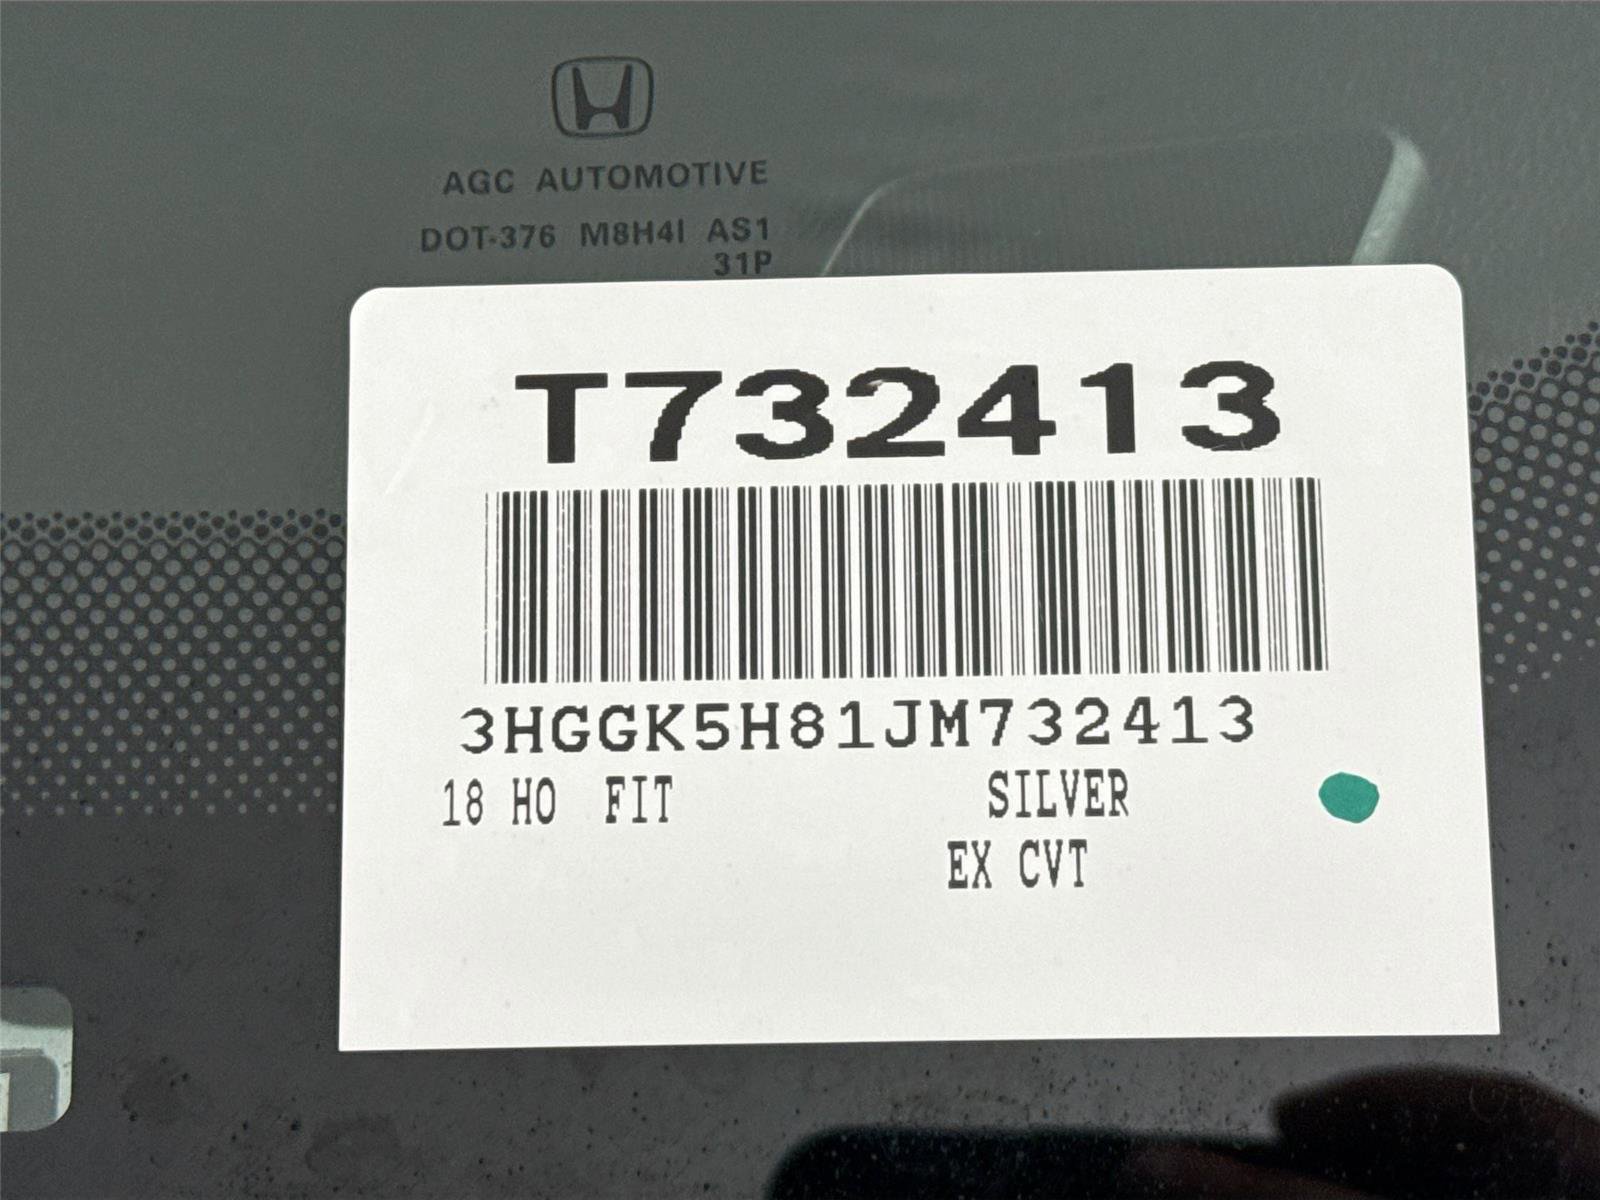 AGC AUTOMOTIVE
DOT-376 M8H4I AS1
31P
T732413
3HGGK5H81JM732413
18 HO FIT SILVER
EX CVT